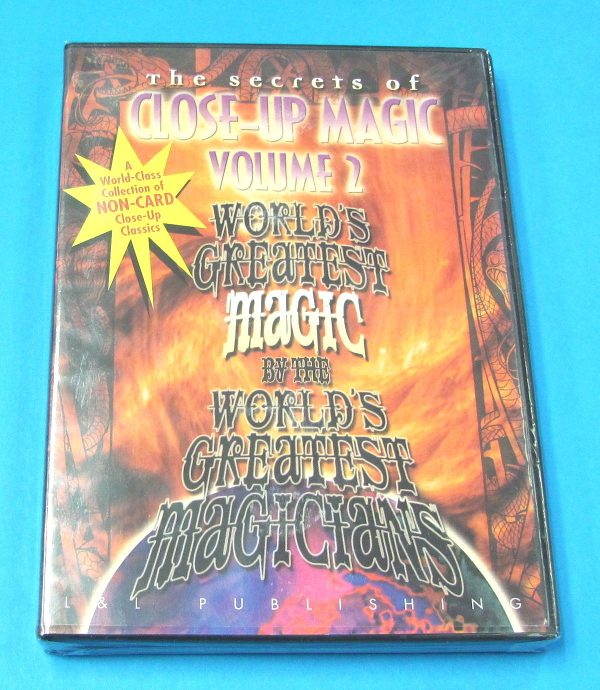 The secrets of
CLOSE-UP MAGIC
VOLUME 2
A
World-Class
Collection of
NON-CARD
Close-Up
Classics
WORLD'S
GREATEST
MAGIC
BY THE
WORLD'S
GREATEST
MAGICIANS
L&L PUBLISHING